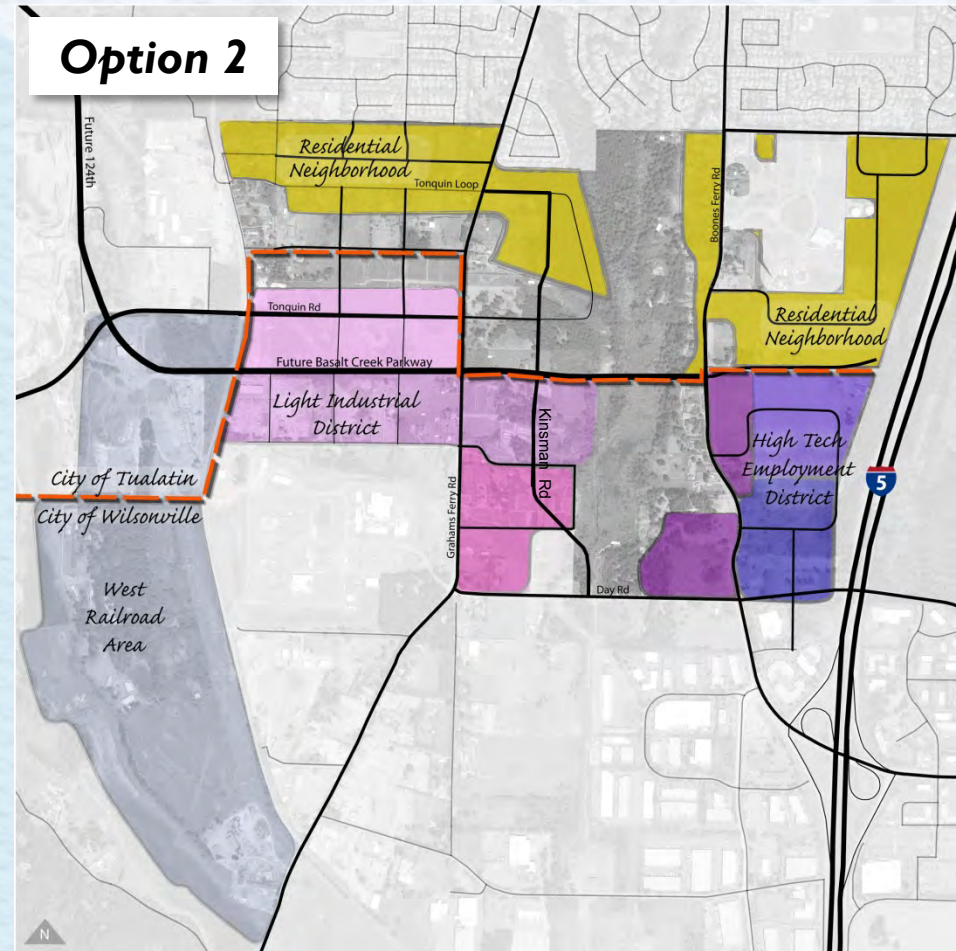 Option 2
Future 124th
Residential
Neighborhood
Tonquin Loop
Boones Ferry Rd
Tonquin Rd
Residential
Neighborhood
Future Basalt Creek Parkway
Light Industrial
District
Kinsman Rd
High Tech
Employment
District
5
City of Tualatin
City of Wilsonville
Grahams Ferry Rd
West
Railroad
Area
Day Rd
N